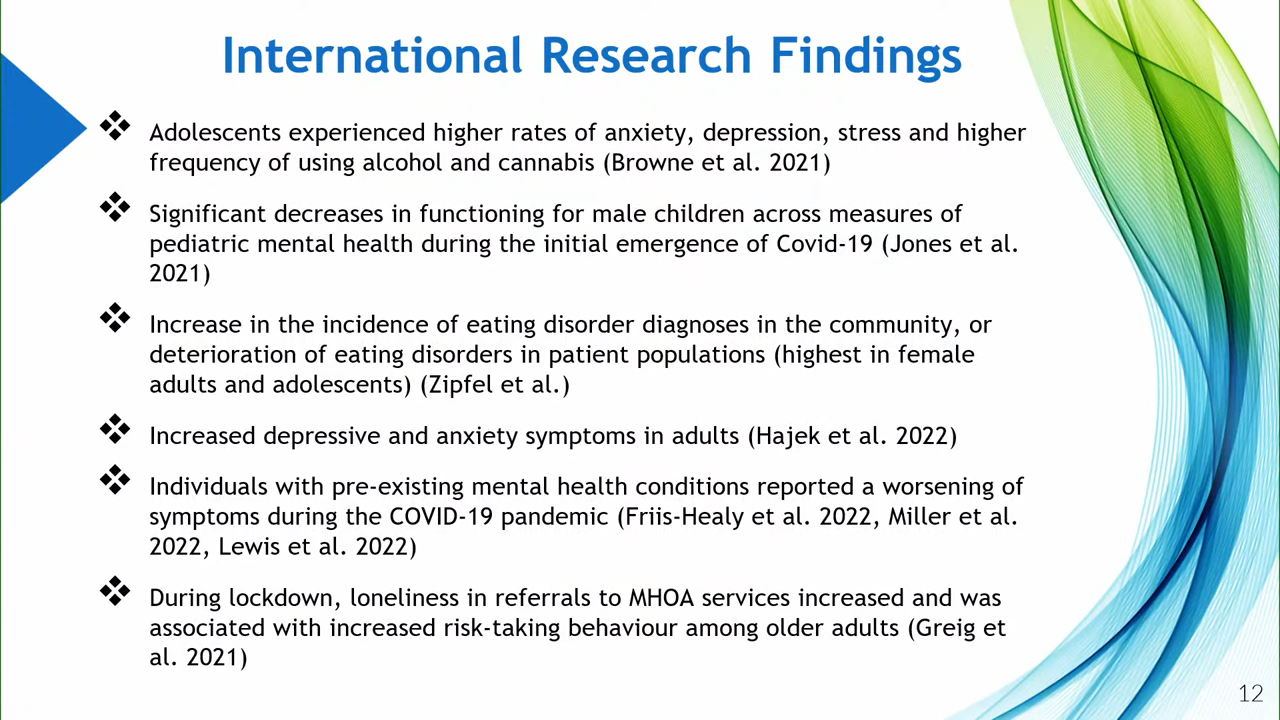 International Research Findings
Adolescents experienced higher rates of anxiety, depression, stress and higher
frequency of using alcohol and cannabis (Browne et al. 2021)
Significant decreases in functioning for male children across measures of
pediatric mental health during the initial emergence of Covid-19 (Jones et al.
2021)
Increase in the incidence of eating disorder diagnoses in the community, or
deterioration of eating disorders in patient populations (highest in female
adults and adolescents) (Zipfel et al.)
Increased depressive and anxiety symptoms in adults (Hajek et al. 2022)
Individuals with pre-existing mental health conditions reported a worsening of
symptoms during the COVID-19 pandemic (Friis-Healy et al. 2022, Miller et al.
2022, Lewis et al. 2022)
During lockdown, loneliness in referrals to MHOA services increased and was
associated with increased risk-taking behaviour among older adults (Greig et
al. 2021)
12